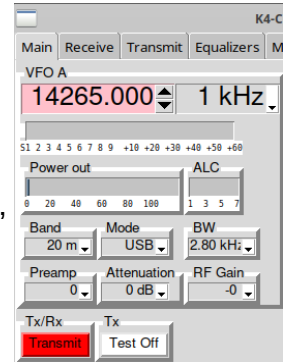 K4-C
Main Receive Transmit Equalizers M
VFO A
14265.000 1 kHz
S1 2 3 4 5 6 7 8 9 +10 +20 +30 +40 +50 +60
Power out ALC
0 20 40 60 80 100 1 3 5 7
,
Band Mode BW
20 m USB 2.80 kHz
Preamp Attenuation RF Gain
0 0 dB -0
Tx/Rx Tx
Transmit Test Off